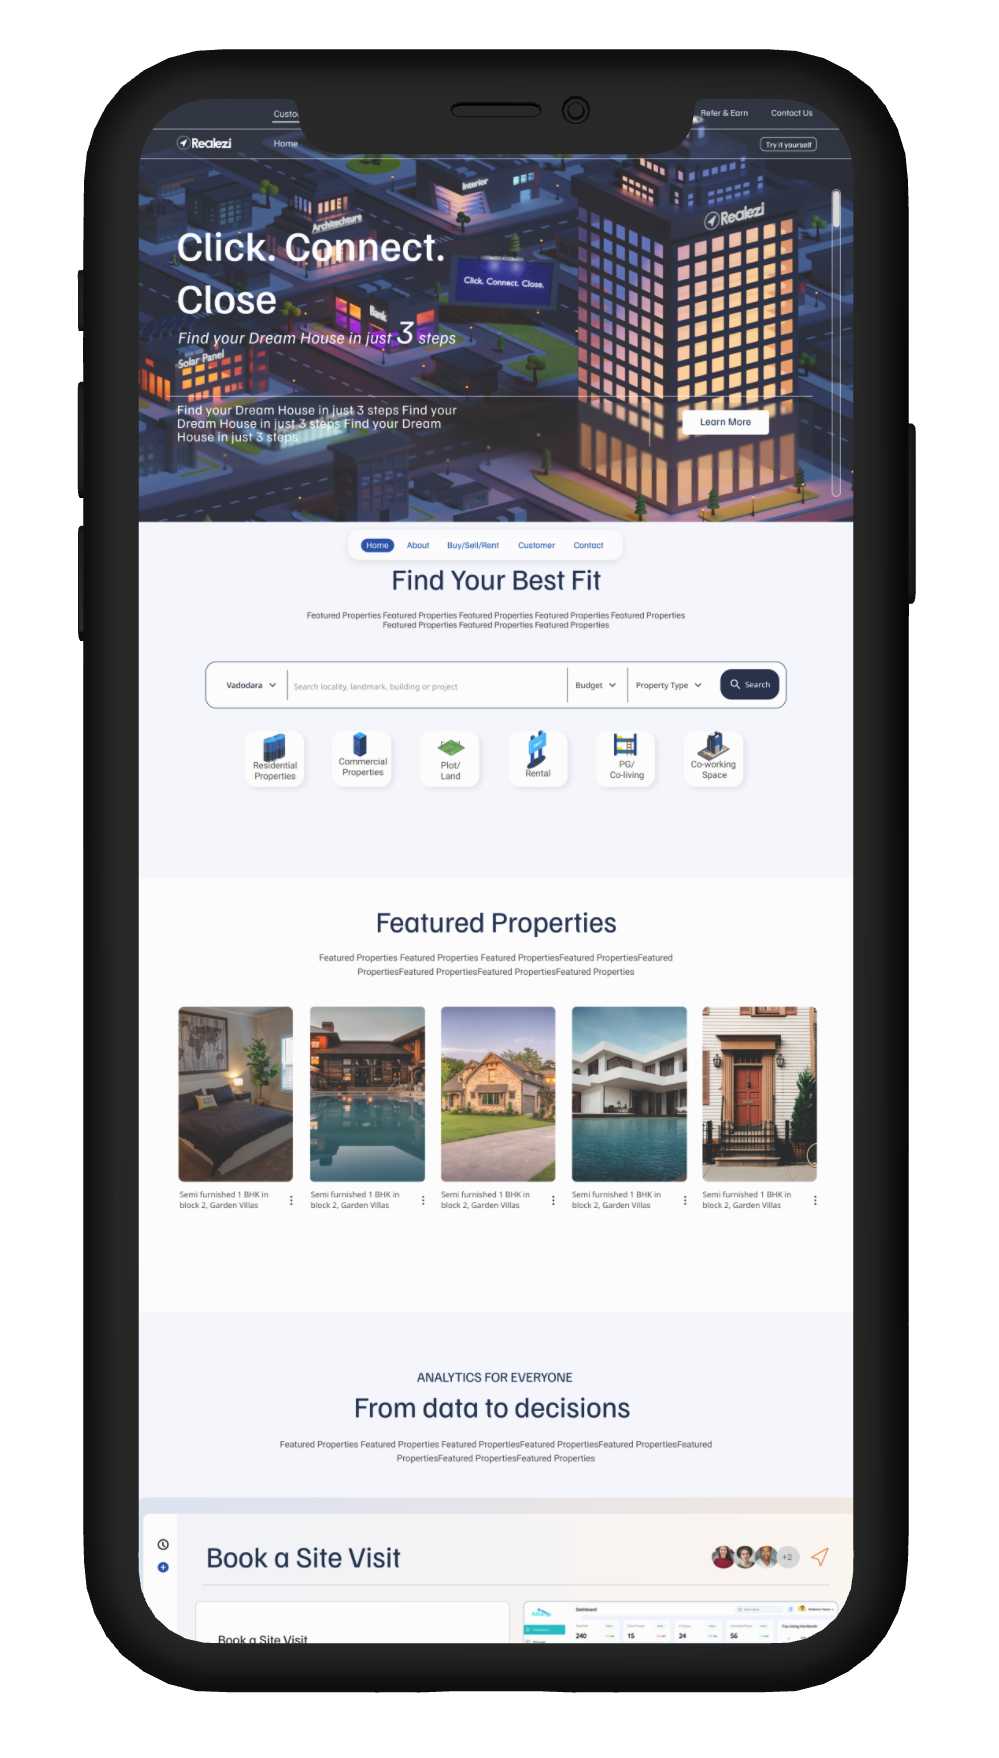 Custo
Refer & Earn
Contact Us
Realezi
Home
Try it yourself
Interior
Architechture
Realezi
Click. Connect.
Close
Click. Connect. Close.
Bank
Find your Dream House in just 3 steps
Solar Panel
Find your Dream House in just 3 steps Find your
Dream House in just 3 steps Find your Dream
House in just 3 steps
Learn More
Home
About
Buy/Sell/Rent
Customer
Contact
Find Your Best Fit
Featured Properties Featured Properties Featured Properties Featured Properties Featured Properties
Featured Properties Featured Properties Featured Properties
Vadodara
Search locality, landmark, building or project
Budget
Property Type
Search
Residential
Properties
Commercial
Properties
Plot/
Land
Rental
PG/
Co-living
Co-working
Space
Featured Properties
Featured Properties Featured Properties Featured PropertiesFeatured PropertiesFeatured
PropertiesFeatured PropertiesFeatured PropertiesFeatured Properties
Semi furnished 1 BHK in
block 2, Garden Villas
Semi furnished 1 BHK in
block 2, Garden Villas
Semi furnished 1 BHK in
block 2, Garden Villas
Semi furnished 1 BHK in
block 2, Garden Villas
Semi furnished 1 BHK in
block 2, Garden Villas
ANALYTICS FOR EVERYONE
From data to decisions
Featured Properties Featured Properties Featured PropertiesFeatured PropertiesFeatured PropertiesFeatured
PropertiesFeatured PropertiesFeatured Properties
Book a Site Visit
+2
Book a Site Visit
Dashboard
240
15
24
56